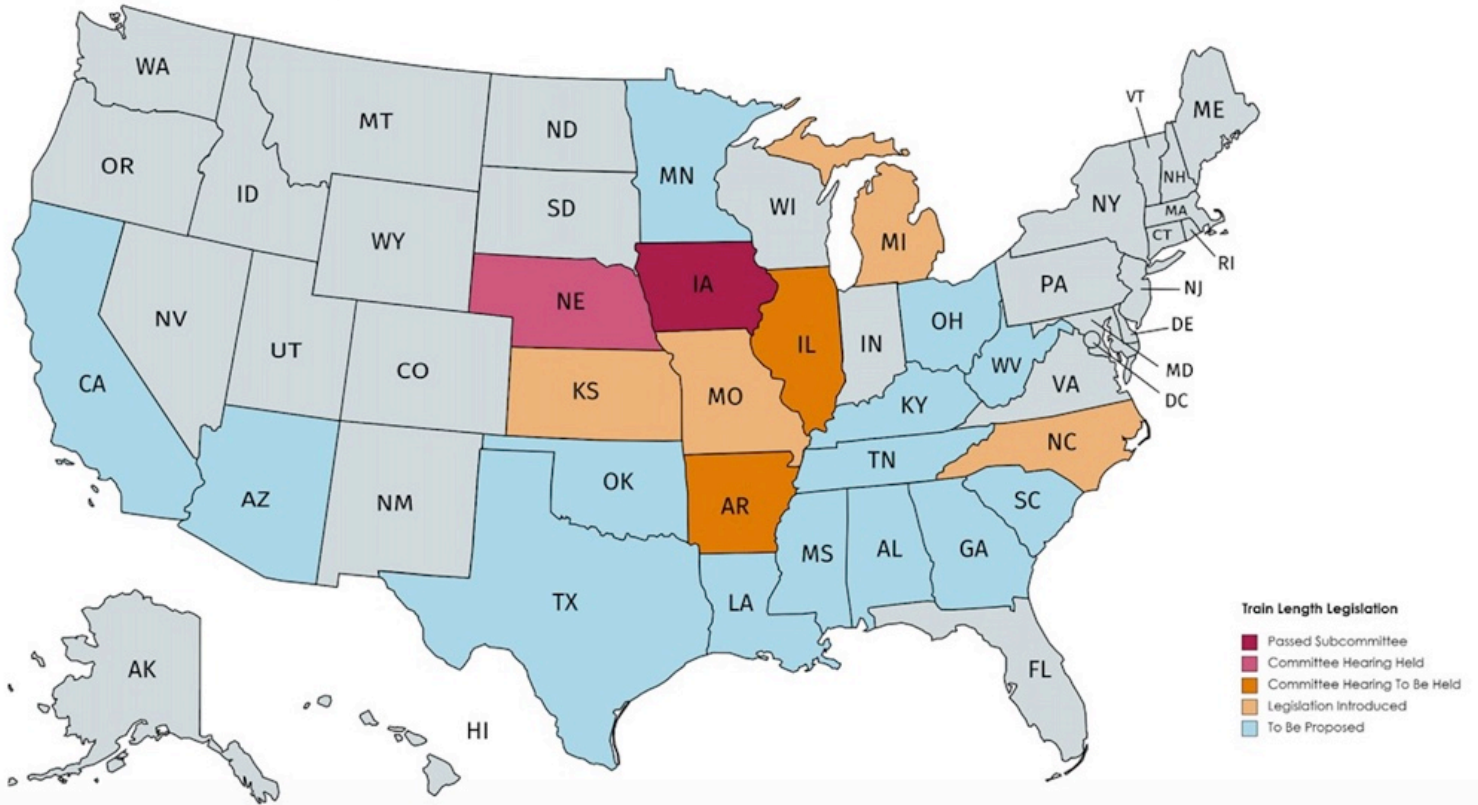 WA
MT
ND
MN
ME
VT
OR
ID
SD
WI
NY
NH
MA
CT
RI
WY
MI
NE
IA
PA
NJ
NV
UT
CO
IL
IN
OH
DE
CA
KS
MO
WV
VA
MD
DC
KY
NC
AZ
NM
OK
AR
TN
SC
MS
AL
GA
TX
LA
AK
HI
FL
Train Length Legislation
Passed Subcommittee
Committee Hearing Held
Committee Hearing To Be Held
Legislation Introduced
To Be Proposed